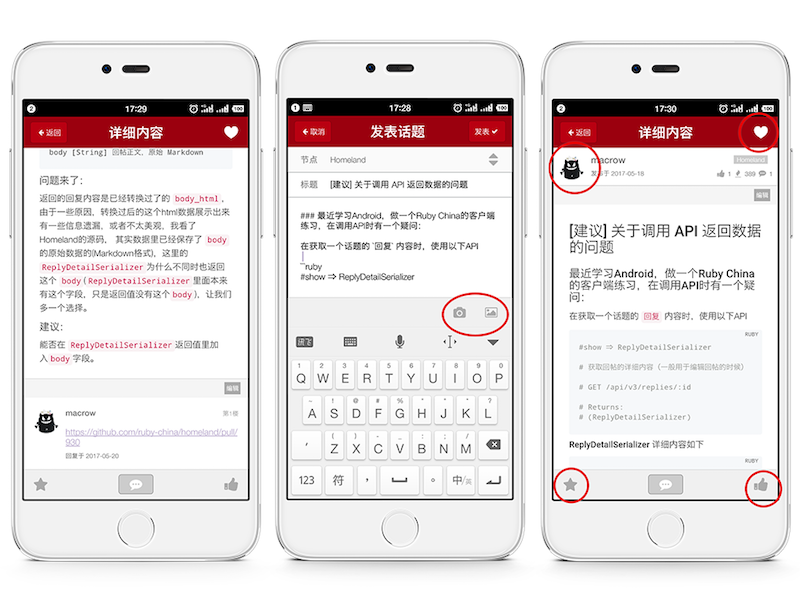 2
17:29
100
返回
详细内容
body [String] 回帖正文，原始 Markdown
问题来了：
返回的回复内容是已经转换过了的 body_html，
由于一些原因，转换过后的这个html数据展示出来
有一些信息遗漏，或者不太美观，我看了
Homeland的源码， 其实数据里已经保存了 body
的原始数据的(Markdown格式)，这里的
ReplyDetailSerializer 为什么不同时也返回
这个 body ( ReplyDetailSerializer 里面本来
有这个字段，只是返回值没有这个 body )，让我们
多一个选择。
建议：
能否在 ReplyDetailSerializer 返回值里加
入 body 字段。
编辑
macrow
第1楼
https://github.com/ruby-china/homeland/pull/
930
回复于 2017-05-20
1
17:28
100
取消
发表话题
发表
节点 Homeland
标题 [建议] 关于调用 API 返回数据的问题
### 最近学习Android，做一个Ruby China的客户端
练习，在调用API时有一个疑问：
在获取一个话题的 `回复` 内容时，使用以下API
ruby
#show ⇒ ReplyDetailSerializer
拼
1 2 3 4 5 6 7 8 9 0
Q W E R T Y U I O P
~ ! @ # % " " * ?
A S D F G H J K L
( ) - _ : ; /
' Z X C V B N M
123 符 ， 。 中/英
2
17:30
100
返回
详细内容
macrow
Homeland
发布于 2017-05-18
1 389 1
编辑
[建议] 关于调用 API 返回数据
的问题
最近学习Android，做一个Ruby China
的客户端练习，在调用API时有一个疑
问：
在获取一个话题的 回复 内容时，使用以下API
RUBY
#show ⇒ ReplyDetailSerializer
# 获取回帖的详细内容（一般用于编辑回帖的时候）
# GET /api/v3/replies/:id
# Returns:
# (ReplyDetailSerializer)
ReplyDetailSerializer 详细内容如下
RUBY